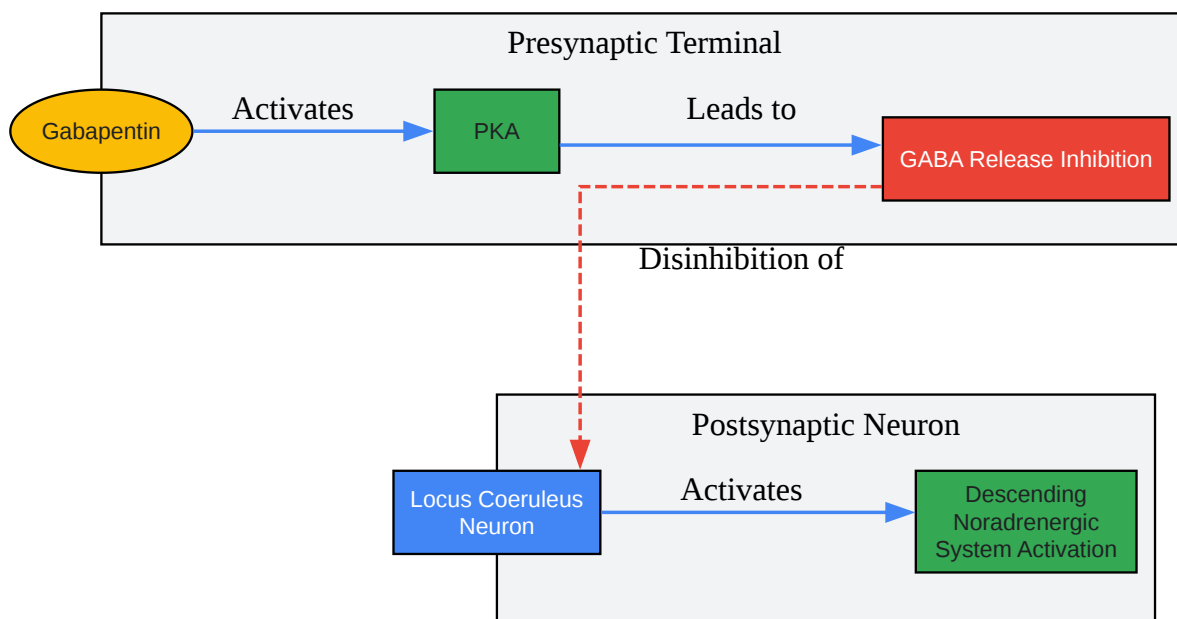 Presynaptic Terminal
Activates
Leads to
Gabapentin
PKA
GABA Release Inhibition
Disinhibition of
Postsynaptic Neuron
Locus Coeruleus
Neuron
Activates
Descending
Noradrenergic
System Activation